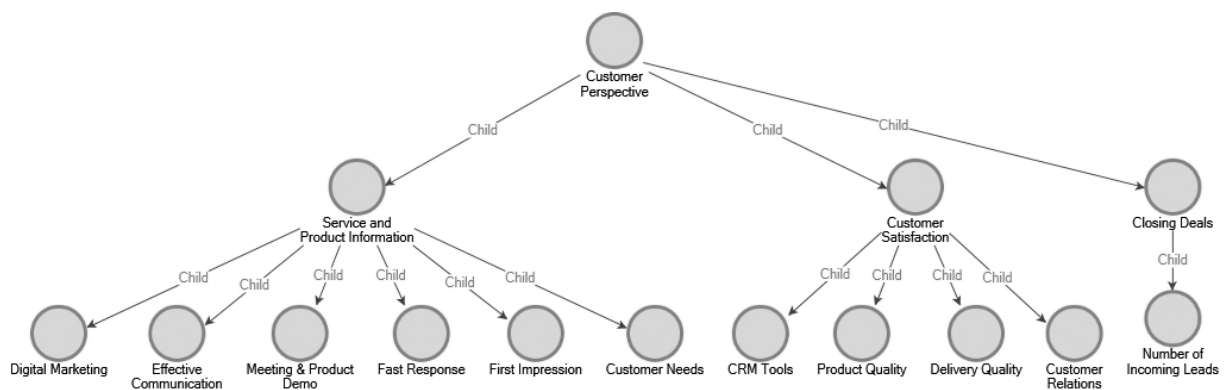 Customer
Perspective
Child
Child
Child
Service and
Product Information
Customer
Satisfaction
Closing Deals
Child
Child
Child
Child
Child
Child
Child
Child
Child
Child
Child
Digital Marketing
Effective
Communication
Meeting & Product
Demo
Fast Response
First Impression
Customer Needs
CRM Tools
Product Quality
Delivery Quality
Customer
Relations
Number of
Incoming Leads